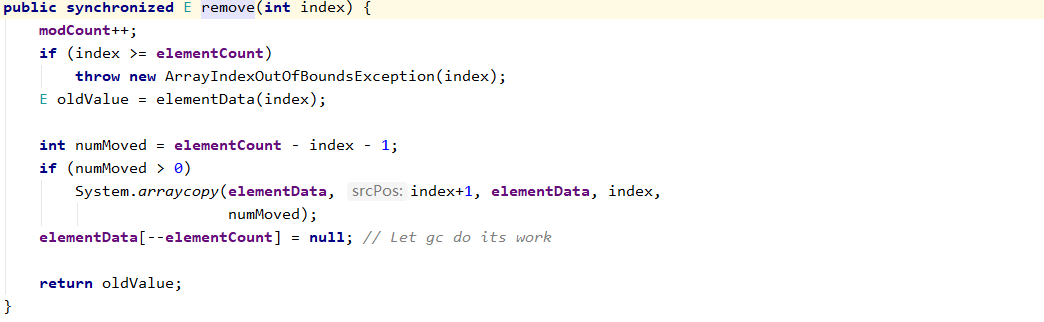 public synchronized E remove(int index) {
    modCount++;
    if (index >= elementCount)
        throw new ArrayIndexOutOfBoundsException(index);
    E oldValue = elementData(index);

    int numMoved = elementCount - index - 1;
    if (numMoved > 0)
        System.arraycopy(elementData, srcPos: index+1, elementData, index,
                         numMoved);
    elementData[--elementCount] = null; // Let gc do its work

    return oldValue;
}